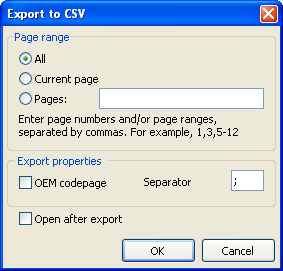 Export to CSV
Page range
All
Current page
Pages:
Enter page numbers and/or page ranges,
separated by commas. For example, 1,3,5-12
Export properties
OEM codepage Separator ;
Open after export
OK Cancel